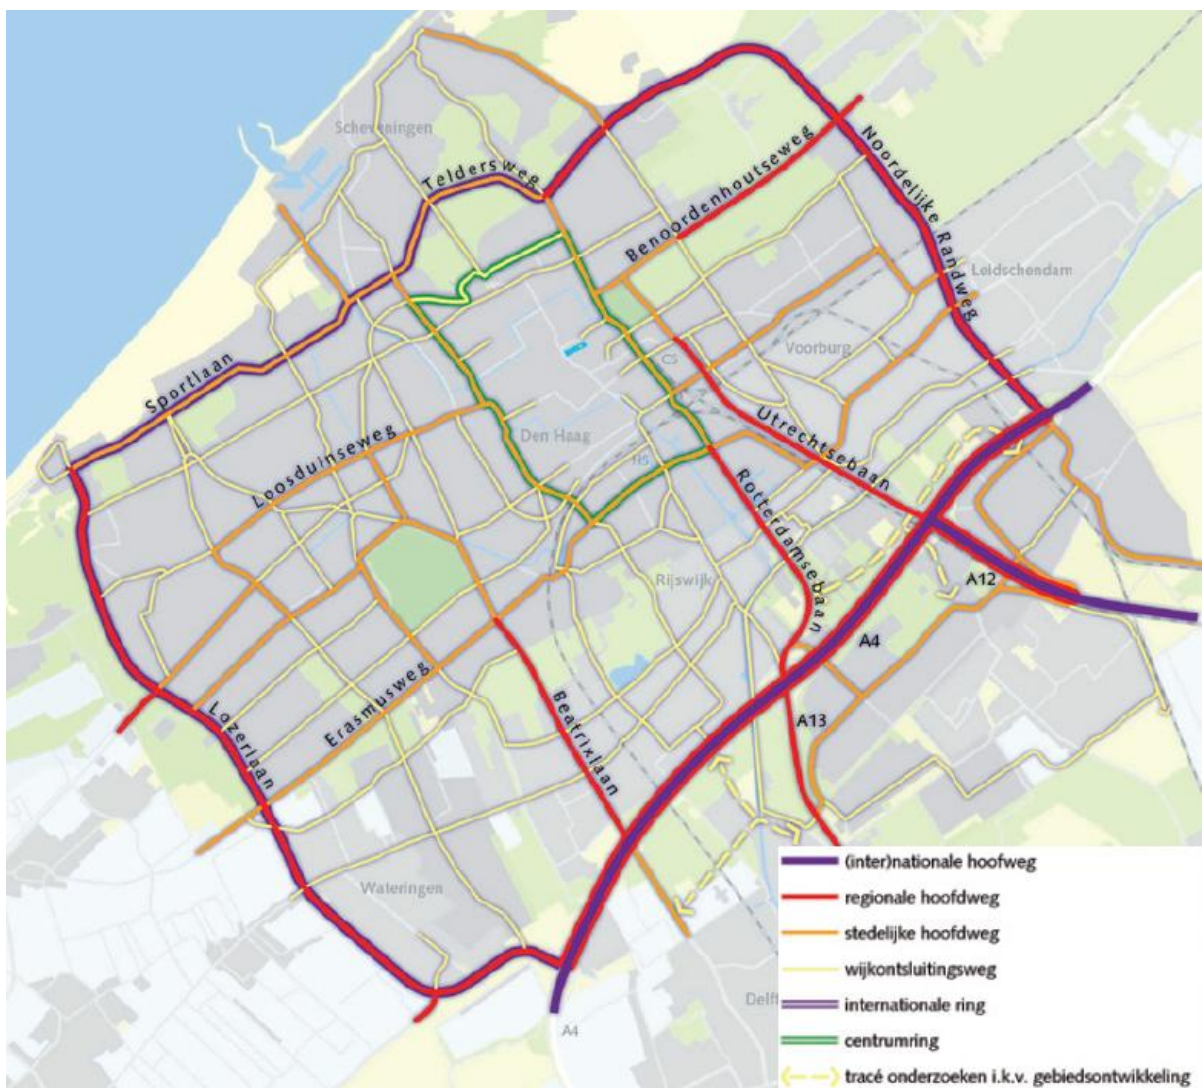 Scheveningen
Teldersweg
Benoordenhoutseweg
Noordelijke Randweg
Leidschendam
Voorburg
CS
Sportlaan
Utrechtsebaan
Den Haag
Loosduinseweg
HS
Rotterdamsebaan
Rijswijk
A12
A4
Erasmusweg
Beatrixlaan
Lozerlaan
A13
Wateringen
Delft
A4
(inter)nationale hoofweg
regionale hoofdweg
stedelijke hoofdweg
wijkontsluitingsweg
internationale ring
centrumring
tracé onderzoeken i.k.v. gebiedsontwikkeling